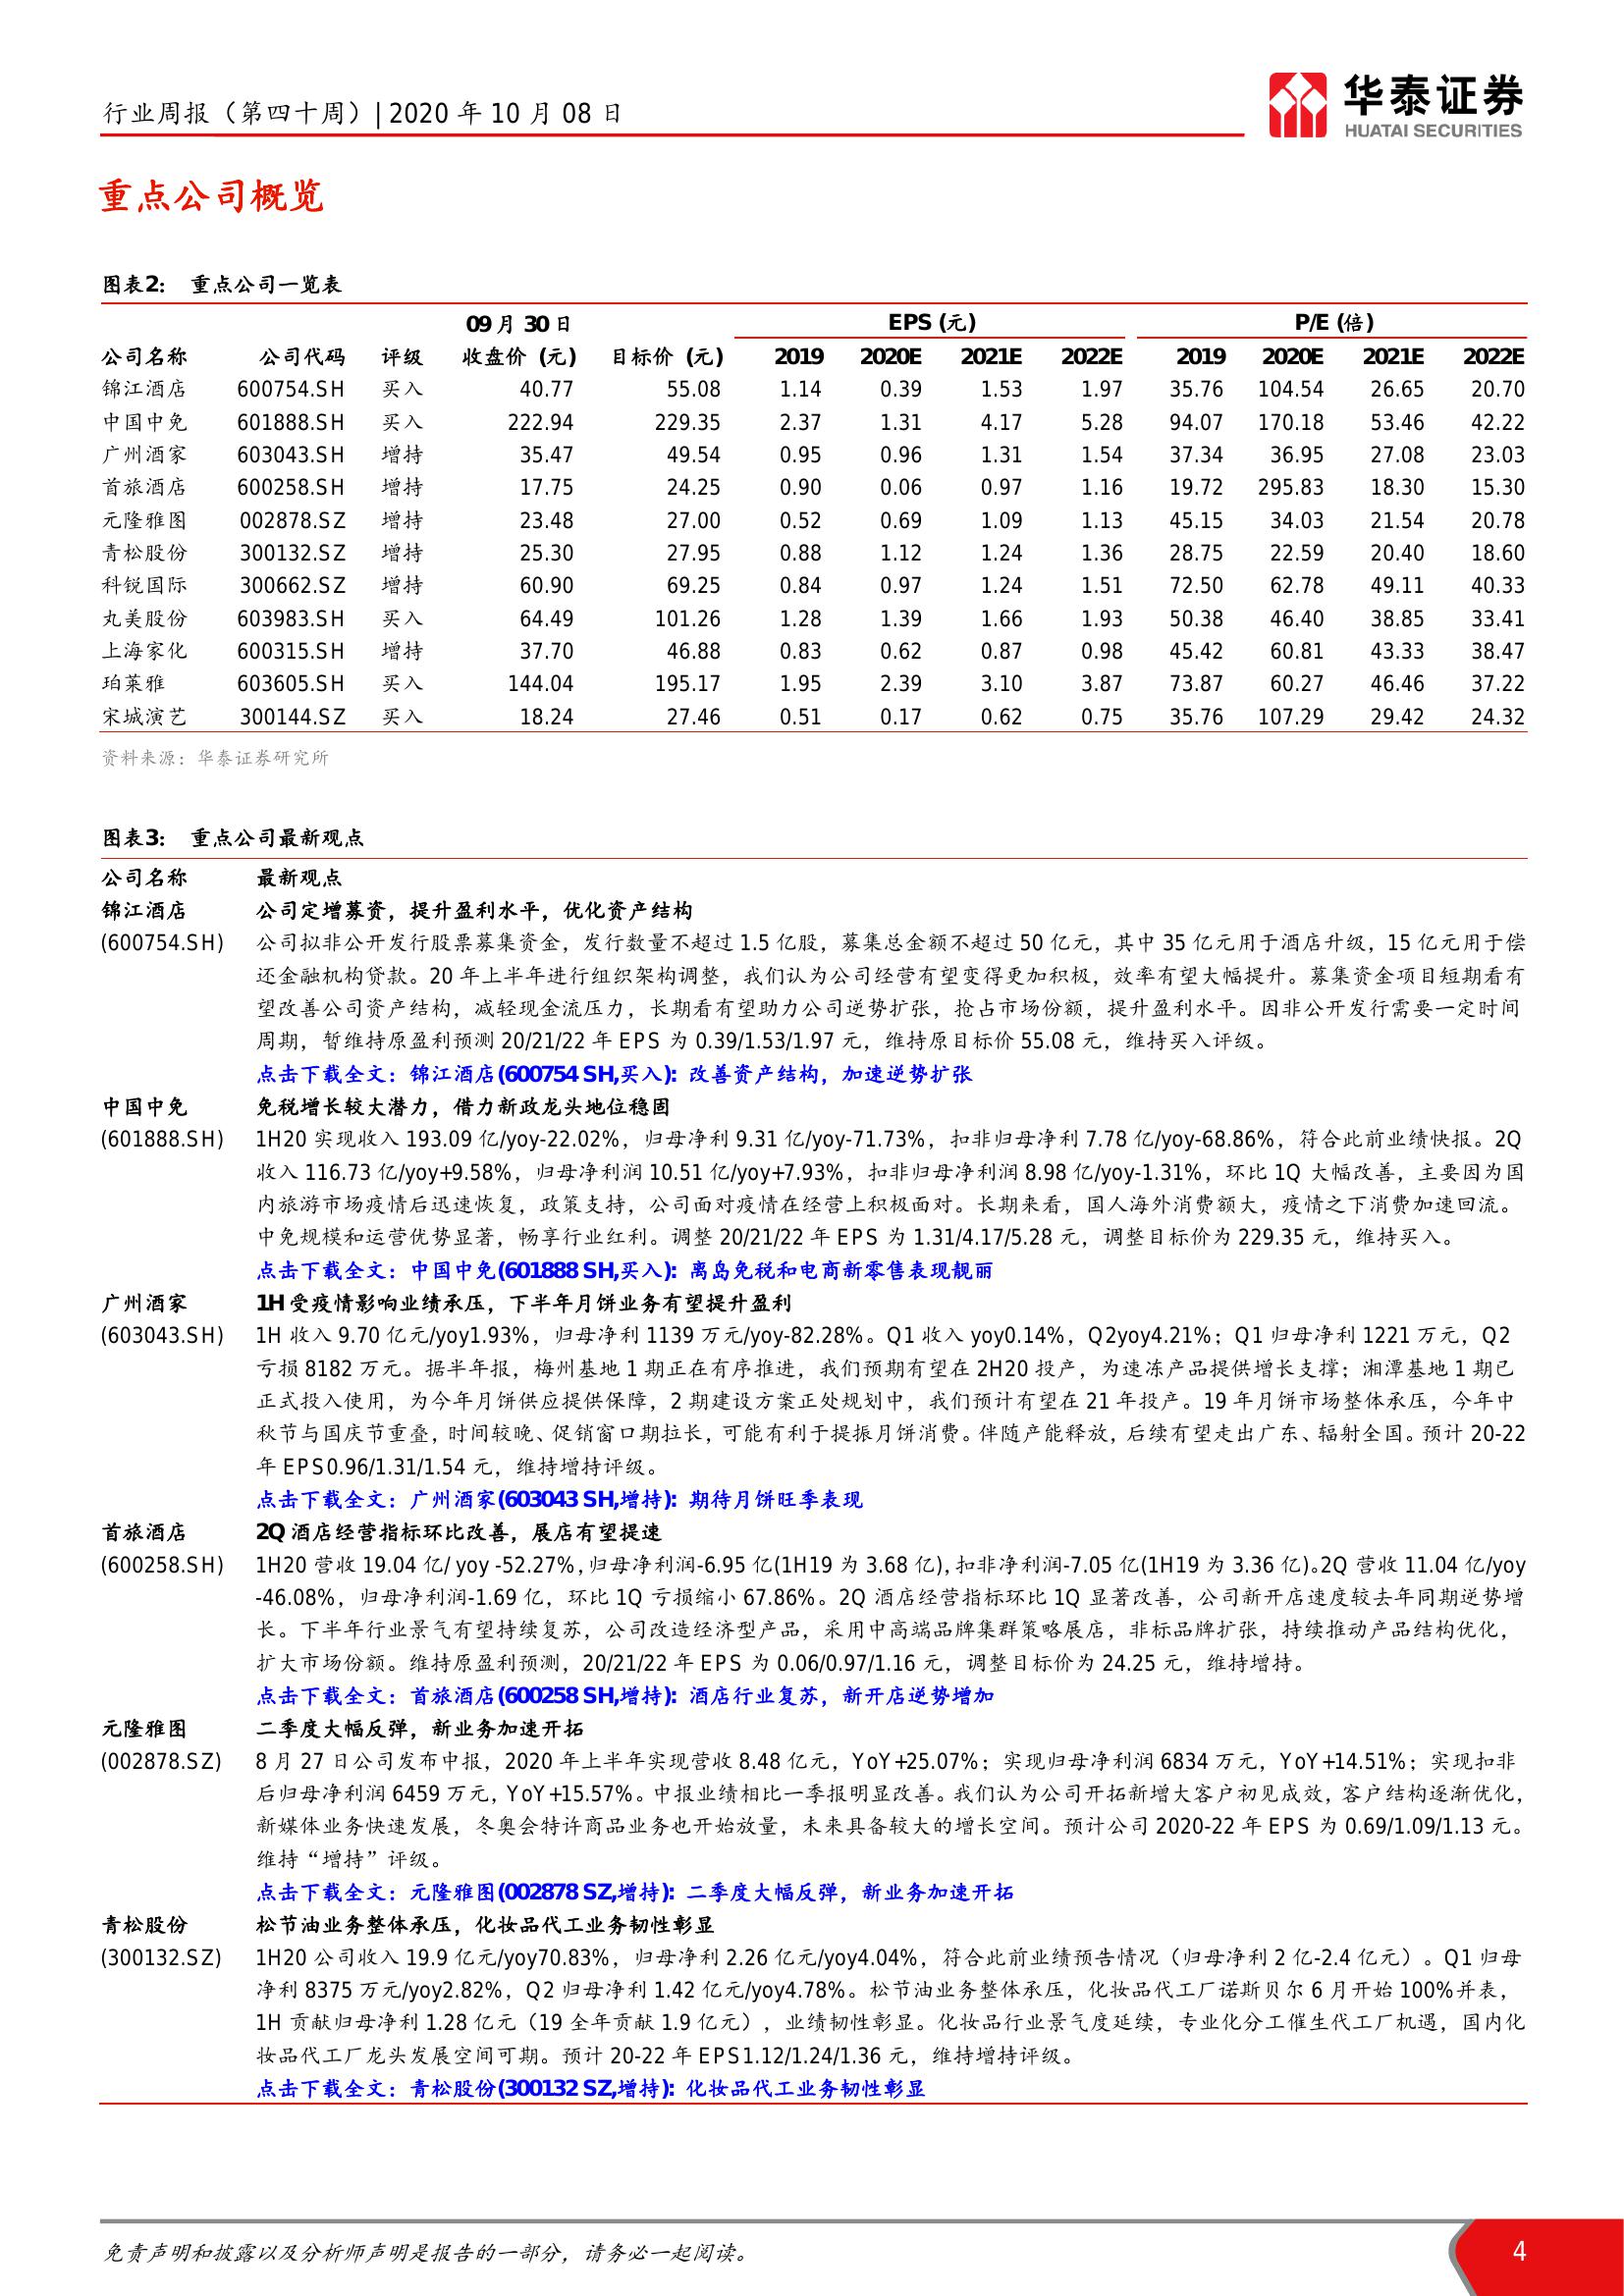 行业周报（第四十周）| 2020 年 10 月 08 日
华泰证券
HUATAI SECURITIES
重点公司概览
图表2： 重点公司一览表
09 月 30 日 EPS (元) P/E (倍)
公司名称 公司代码 评级 收盘价 (元) 目标价 (元) 2019 2020E 2021E 2022E 2019 2020E 2021E 2022E
锦江酒店 600754.SH 买入 40.77 55.08 1.14 0.39 1.53 1.97 35.76 104.54 26.65 20.70
中国中免 601888.SH 买入 222.94 229.35 2.37 1.31 4.17 5.28 94.07 170.18 53.46 42.22
广州酒家 603043.SH 增持 35.47 49.54 0.95 0.96 1.31 1.54 37.34 36.95 27.08 23.03
首旅酒店 600258.SH 增持 17.75 24.25 0.90 0.06 0.97 1.16 19.72 295.83 18.30 15.30
元隆雅图 002878.SZ 增持 23.48 27.00 0.52 0.69 1.09 1.13 45.15 34.03 21.54 20.78
青松股份 300132.SZ 增持 25.30 27.95 0.88 1.12 1.24 1.36 28.75 22.59 20.40 18.60
科锐国际 300662.SZ 增持 60.90 69.25 0.84 0.97 1.24 1.51 72.50 62.78 49.11 40.33
丸美股份 603983.SH 买入 64.49 101.26 1.28 1.39 1.66 1.93 50.38 46.40 38.85 33.41
上海家化 600315.SH 增持 37.70 46.88 0.83 0.62 0.87 0.98 45.42 60.81 43.33 38.47
珀莱雅 603605.SH 买入 144.04 195.17 1.95 2.39 3.10 3.87 73.87 60.27 46.46 37.22
宋城演艺 300144.SZ 买入 18.24 27.46 0.51 0.17 0.62 0.75 35.76 107.29 29.42 24.32
资料来源：华泰证券研究所
图表3： 重点公司最新观点
公司名称 最新观点
锦江酒店 公司定增募资，提升盈利水平，优化资产结构
(600754.SH) 公司拟非公开发行股票募集资金，发行数量不超过 1.5 亿股，募集总金额不超过 50 亿元，其中 35 亿元用于酒店升级，15 亿元用于偿
还金融机构贷款。20 年上半年进行组织架构调整，我们认为公司经营有望变得更加积极，效率有望大幅提升。募集资金项目短期看有
望改善公司资产结构，减轻现金流压力，长期看有望助力公司逆势扩张，抢占市场份额，提升盈利水平。因非公开发行需要一定时间
周期，暂维持原盈利预测 20/21/22 年 EPS 为 0.39/1.53/1.97 元，维持原目标价 55.08 元，维持买入评级。
点击下载全文：锦江酒店(600754 SH,买入)：改善资产结构，加速逆势扩张
中国中免 免税增长较大潜力，借力新政龙头地位稳固
(601888.SH) 1H20 实现收入 193.09 亿/yoy-22.02%，归母净利 9.31 亿/yoy-71.73%，扣非归母净利 7.78 亿/yoy-68.86%，符合此前业绩快报。2Q
收入 116.73 亿/yoy+9.58%，归母净利润 10.51 亿/yoy+7.93%，扣非归母净利润 8.98 亿/yoy-1.31%，环比 1Q 大幅改善，主要因为国
内旅游市场疫情后迅速恢复，政策支持，公司面对疫情在经营上积极面对。长期来看，国人海外消费额大，疫情之下消费加速回流。
中免规模和运营优势显著，畅享行业红利。调整 20/21/22 年 EPS 为 1.31/4.17/5.28 元，调整目标价为 229.35 元，维持买入。
点击下载全文：中国中免(601888 SH,买入)：离岛免税和电商新零售表现靓丽
广州酒家 1H 受疫情影响业绩承压，下半年月饼业务有望提升盈利
(603043.SH) 1H 收入 9.70 亿元/yoy1.93%，归母净利 1139 万元/yoy-82.28%。Q1 收入 yoy0.14%，Q2yoy4.21%；Q1 归母净利 1221 万元，Q2
亏损 8182 万元。据半年报，梅州基地 1 期正在有序推进，我们预期有望在 2H20 投产，为速冻产品提供增长支撑；湘潭基地 1 期已
正式投入使用，为今年月饼供应提供保障，2 期建设方案正处规划中，我们预计有望在 21 年投产。19 年月饼市场整体承压，今年中
秋节与国庆节重叠，时间较晚、促销窗口期拉长，可能有利于提振月饼消费。伴随产能释放，后续有望走出广东、辐射全国。预计 20-22
年 EPS0.96/1.31/1.54 元，维持增持评级。
点击下载全文：广州酒家(603043 SH,增持)：期待月饼旺季表现
首旅酒店 2Q 酒店经营指标环比改善，展店有望提速
(600258.SH) 1H20 营收 19.04 亿/ yoy -52.27%,归母净利润-6.95 亿(1H19 为 3.68 亿),扣非净利润-7.05 亿(1H19 为 3.36 亿)。2Q 营收 11.04 亿/yoy
-46.08%，归母净利润-1.69 亿，环比 1Q 亏损缩小 67.86%。2Q 酒店经营指标环比 1Q 显著改善，公司新开店速度较去年同期逆势增
长。下半年行业景气有望持续复苏，公司改造经济型产品，采用中高端品牌集群策略展店，非标品牌扩张，持续推动产品结构优化，
扩大市场份额。维持原盈利预测，20/21/22 年 EPS 为 0.06/0.97/1.16 元，调整目标价为 24.25 元，维持增持。
点击下载全文：首旅酒店(600258 SH,增持)：酒店行业复苏，新开店逆势增加
元隆雅图 二季度大幅反弹，新业务加速开拓
(002878.SZ) 8 月 27 日公司发布中报，2020 年上半年实现营收 8.48 亿元，YoY+25.07%；实现归母净利润 6834 万元，YoY+14.51%；实现扣非
后归母净利润 6459 万元，YoY+15.57%。中报业绩相比一季报明显改善。我们认为公司开拓新增大客户初见成效，客户结构逐渐优化，
新媒体业务快速发展，冬奥会特许商品业务也开始放量，未来具备较大的增长空间。预计公司 2020-22 年 EPS 为 0.69/1.09/1.13 元。
维持“增持”评级。
点击下载全文：元隆雅图(002878 SZ,增持)：二季度大幅反弹，新业务加速开拓
青松股份 松节油业务整体承压，化妆品代工业务韧性彰显
(300132.SZ) 1H20 公司收入 19.9 亿元/yoy70.83%，归母净利 2.26 亿元/yoy4.04%，符合此前业绩预告情况（归母净利 2 亿-2.4 亿元）。Q1 归母
净利 8375 万元/yoy2.82%，Q2 归母净利 1.42 亿元/yoy4.78%。松节油业务整体承压，化妆品代工厂诺斯贝尔 6 月开始 100%并表，
1H 贡献归母净利 1.28 亿元（19 全年贡献 1.9 亿元），业绩韧性彰显。化妆品行业景气度延续，专业化分工催生代工厂机遇，国内化
妆品代工厂龙头发展空间可期。预计 20-22 年 EPS1.12/1.24/1.36 元，维持增持评级。
点击下载全文：青松股份(300132 SZ,增持)：化妆品代工业务韧性彰显
免责声明和披露以及分析师声明是报告的一部分，请务必一起阅读。
4